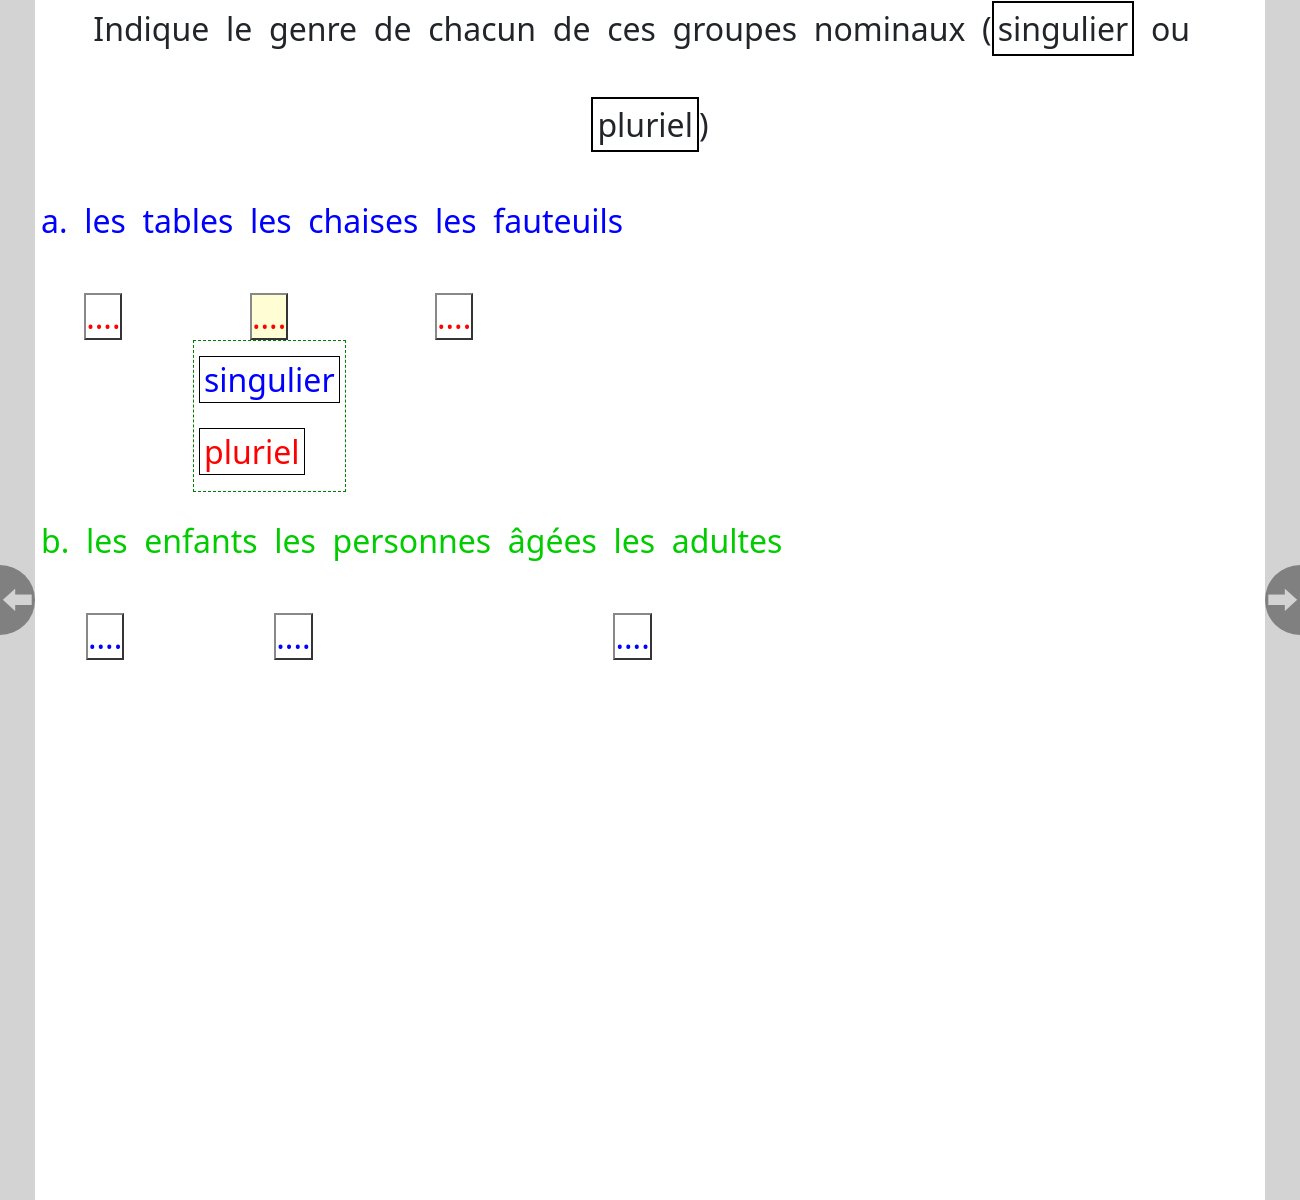 Indique le genre de chacun de ces groupes nominaux (singulier ou
pluriel)
a. les tables les chaises les fauteuils
.... .... ....
singulier
pluriel
b. les enfants les personnes âgées les adultes
.... .... ....